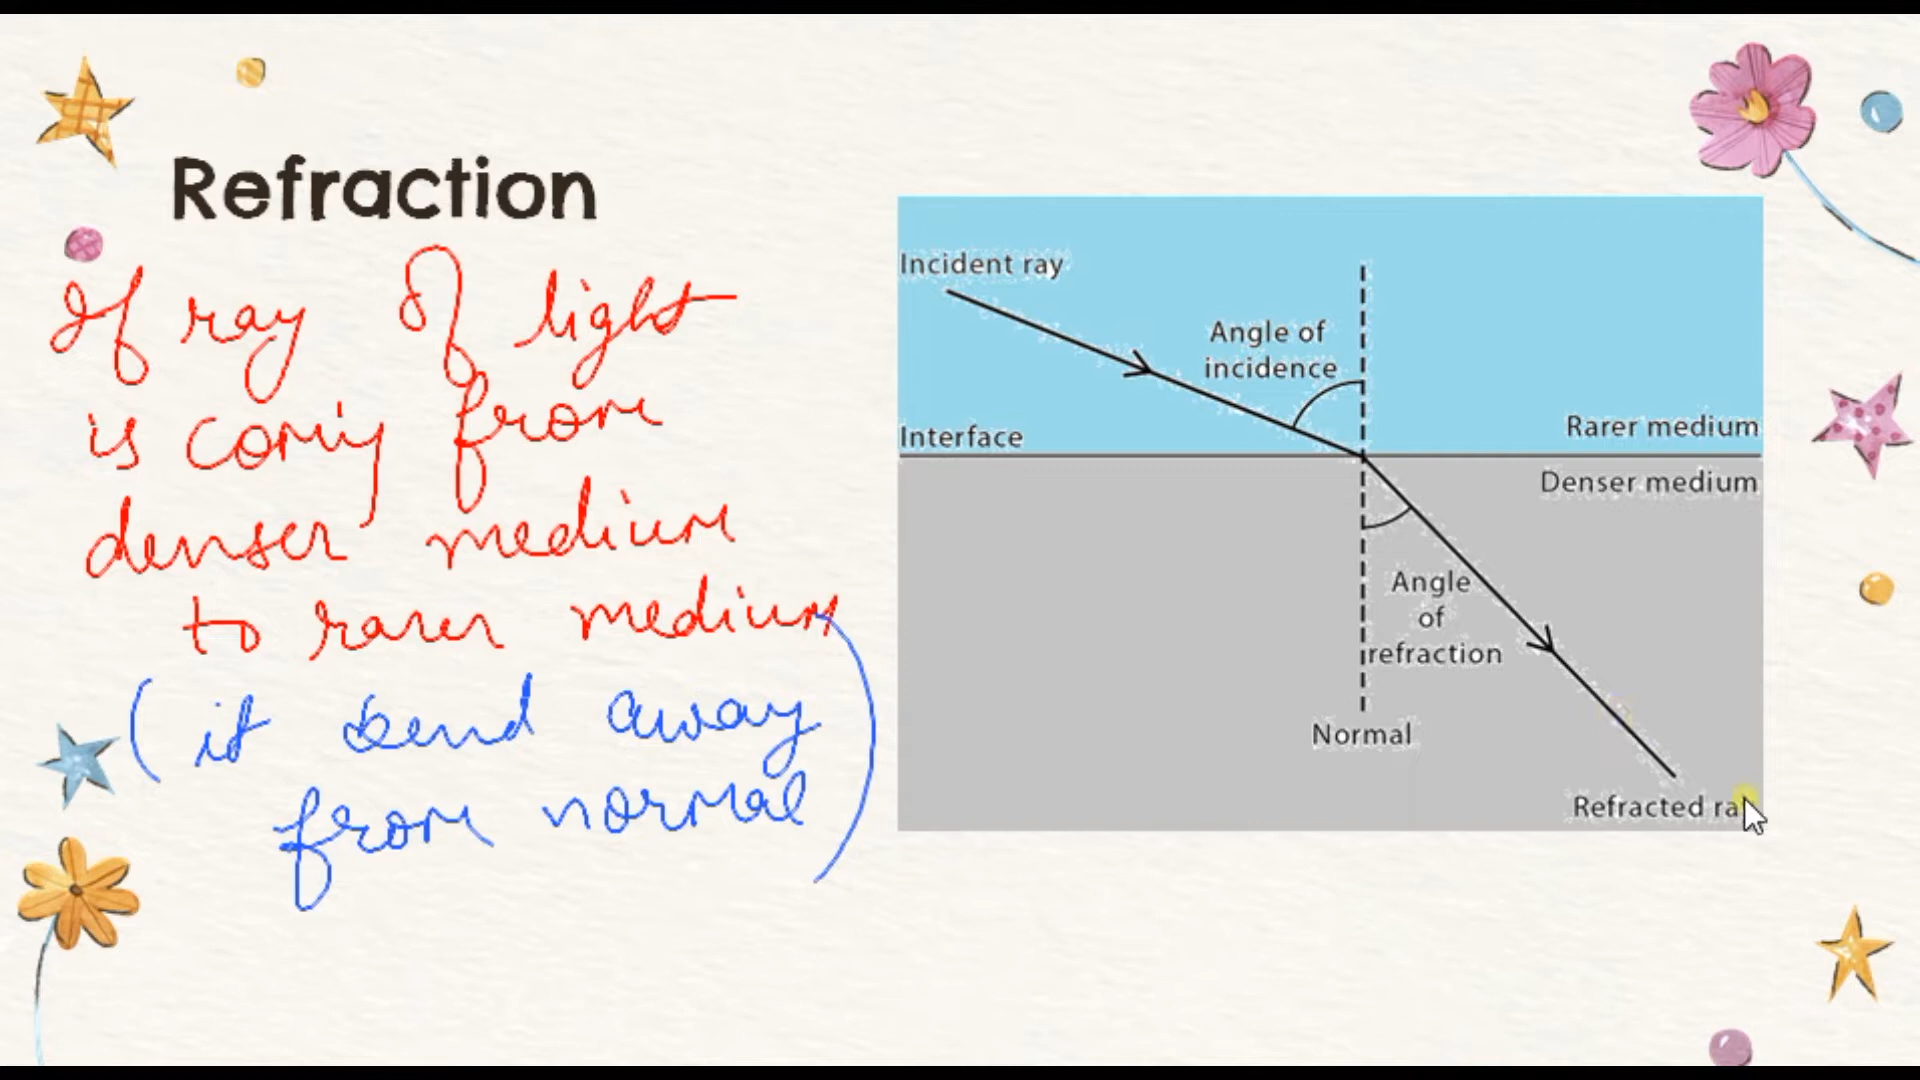 Refraction
If ray of light
is coming from
denser medium
to rarer medium
(it bend away
from normal)
Incident ray
Angle of
incidence
Interface
Rarer medium
Denser medium
Angle
of
refraction
Normal
Refracted ra